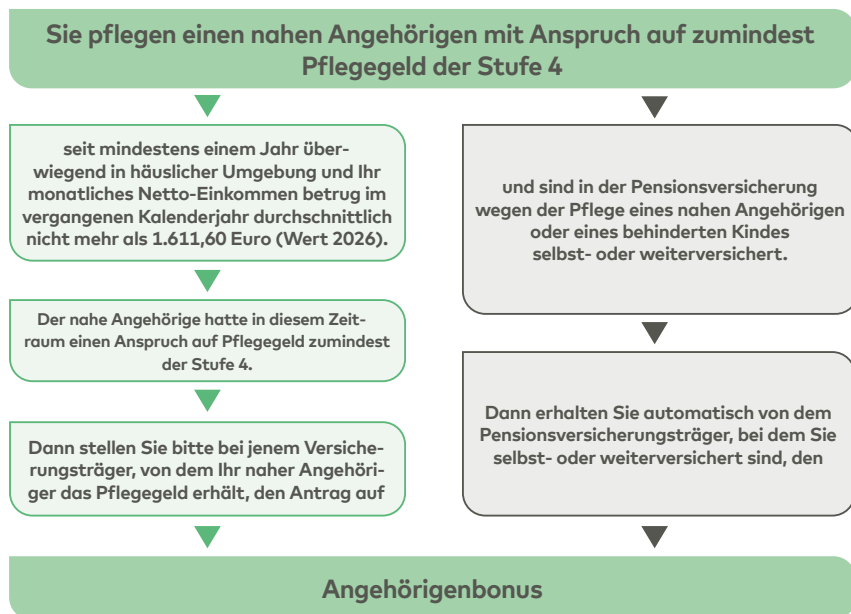 Sie pflegen einen nahen Angehörigen mit Anspruch auf zumindest
Pflegegeld der Stufe 4
seit mindestens einem Jahr über-
wiegend in häuslicher Umgebung und Ihr
monatliches Netto-Einkommen betrug im
vergangenen Kalenderjahr durchschnittlich
nicht mehr als 1.611,60 Euro (Wert 2026).
Der nahe Angehörige hatte in diesem Zeit-
raum einen Anspruch auf Pflegegeld zumindest
der Stufe 4.
Dann stellen Sie bitte bei jenem Versiche-
rungsträger, von dem Ihr naher Angehöri-
ger das Pflegegeld erhält, den Antrag auf
und sind in der Pensionsversicherung
wegen der Pflege eines nahen Angehörigen
oder eines behinderten Kindes
selbst- oder weiterversichert.
Dann erhalten Sie automatisch von dem
Pensionsversicherungsträger, bei dem Sie
selbst- oder weiterversichert sind, den
Angehörigenbonus